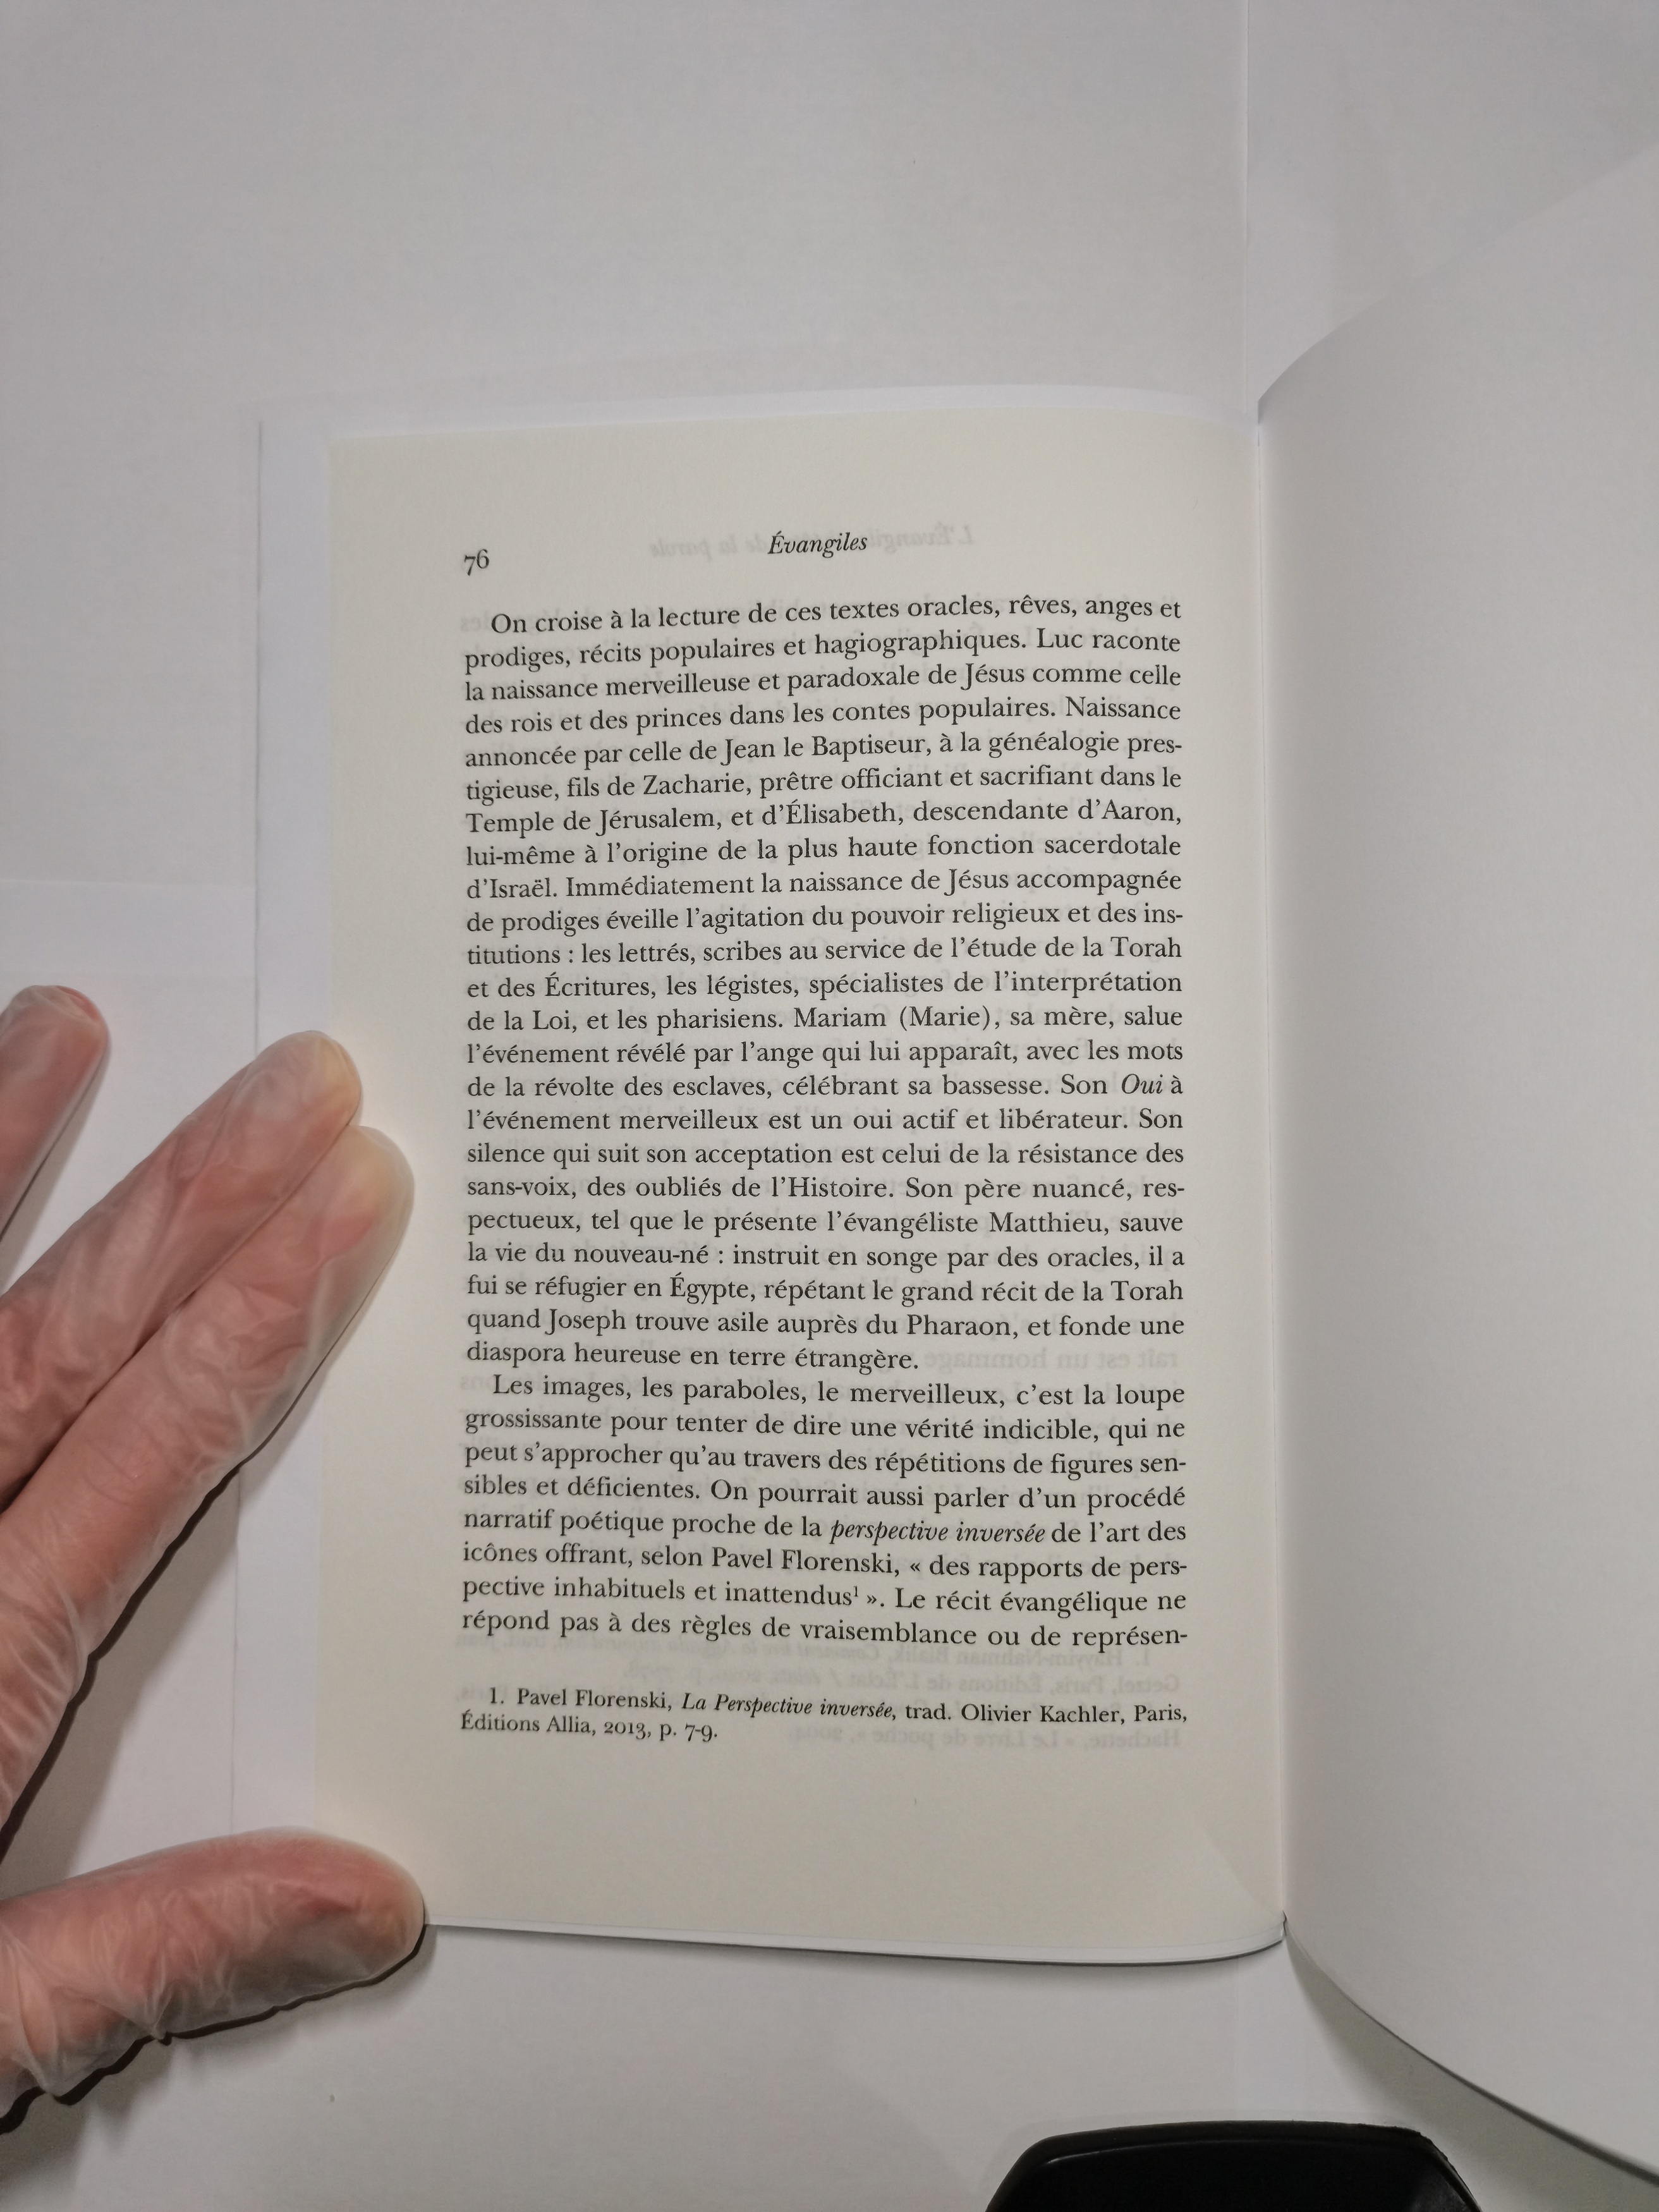 76
Évangiles
On croise à la lecture de ces textes oracles, rêves, anges et
prodiges, récits populaires et hagiographiques. Luc raconte
la naissance merveilleuse et paradoxale de Jésus comme celle
des rois et des princes dans les contes populaires. Naissance
annoncée par celle de Jean le Baptiseur, à la généalogie pres-
tigieuse, fils de Zacharie, prêtre officiant et sacrifiant dans le
Temple de Jérusalem, et d’Élisabeth, descendante d’Aaron,
lui-même à l’origine de la plus haute fonction sacerdotale
d’Israël. Immédiatement la naissance de Jésus accompagnée
de prodiges éveille l’agitation du pouvoir religieux et des ins-
titutions : les lettrés, scribes au service de l’étude de la Torah
et des Écritures, les légistes, spécialistes de l’interprétation
de la Loi, et les pharisiens. Mariam (Marie), sa mère, salue
l’événement révélé par l’ange qui lui apparaît, avec les mots
de la révolte des esclaves, célébrant sa bassesse. Son Oui à
l’événement merveilleux est un oui actif et libérateur. Son
silence qui suit son acceptation est celui de la résistance des
sans-voix, des oubliés de l’Histoire. Son père nuancé, res-
pectueux, tel que le présente l’évangéliste Matthieu, sauve
la vie du nouveau-né : instruit en songe par des oracles, il a
fui se réfugier en Égypte, répétant le grand récit de la Torah
quand Joseph trouve asile auprès du Pharaon, et fonde une
diaspora heureuse en terre étrangère.
Les images, les paraboles, le merveilleux, c’est la loupe
grossissante pour tenter de dire une vérité indicible, qui ne
peut s’approcher qu’au travers des répétitions de figures sen-
sibles et déficientes. On pourrait aussi parler d’un procédé
narratif poétique proche de la perspective inversée de l’art des
icônes offrant, selon Pavel Florenski, « des rapports de pers-
pective inhabituels et inattendus¹ ». Le récit évangélique ne
répond pas à des règles de vraisemblance ou de représen-
1. Pavel Florenski, La Perspective inversée, trad. Olivier Kachler, Paris,
Éditions Allia, 2013, p. 7-9.